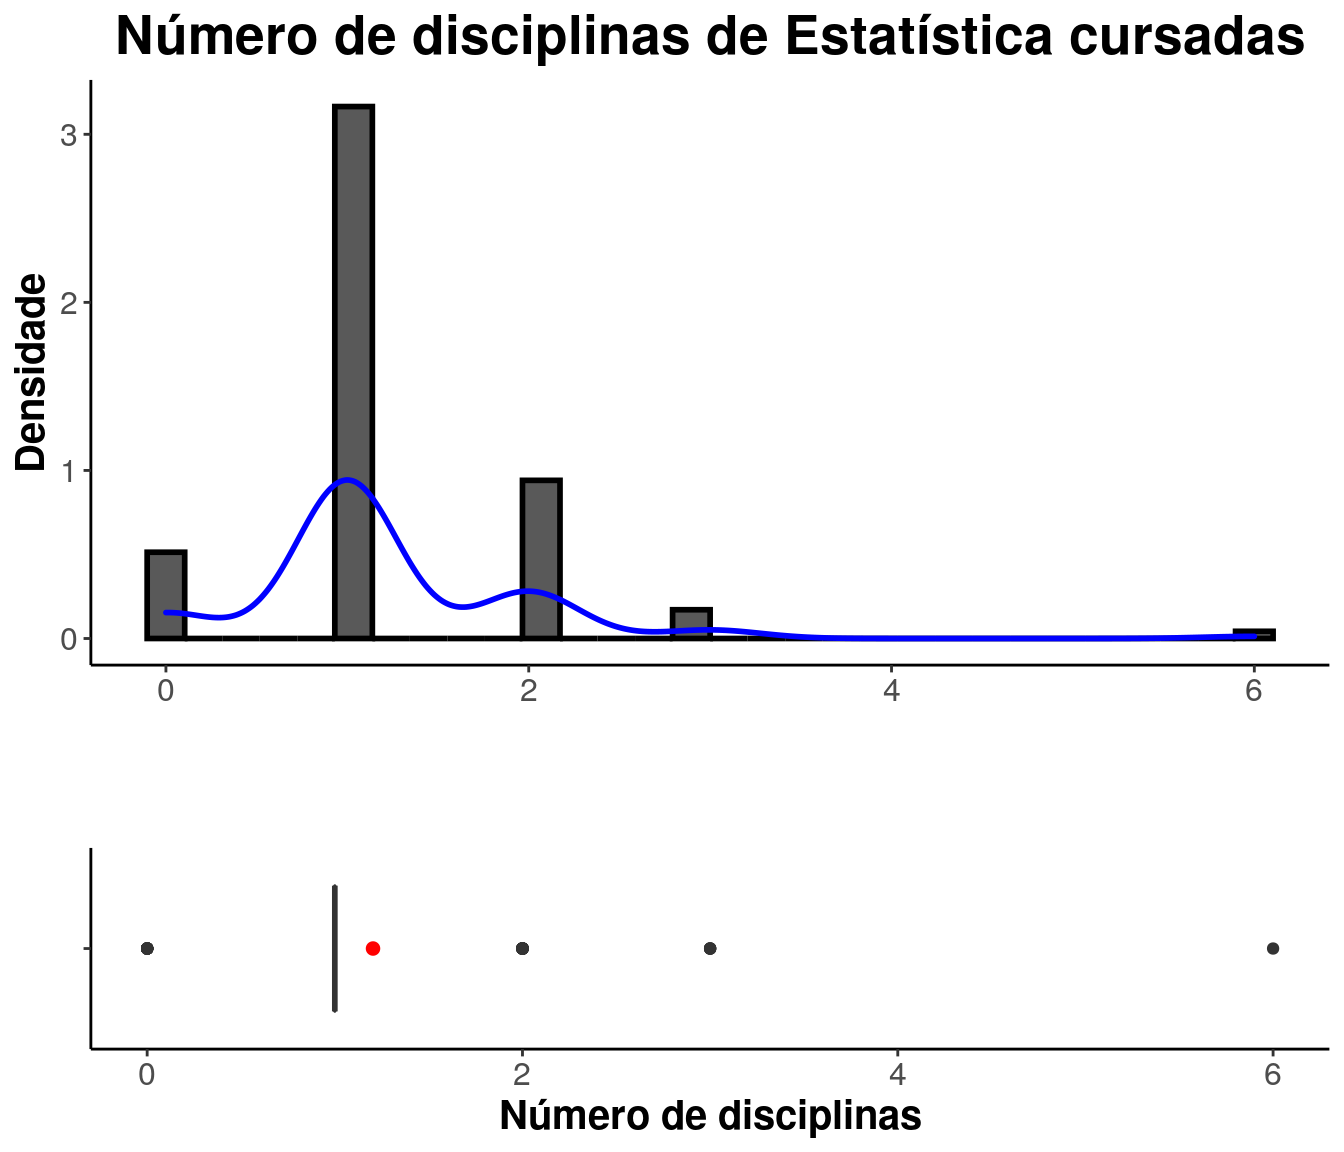 Número de disciplinas de Estatística cursadas
Densidade
3
2
1
0
0 2 4 6
0 2 4 6
Número de disciplinas